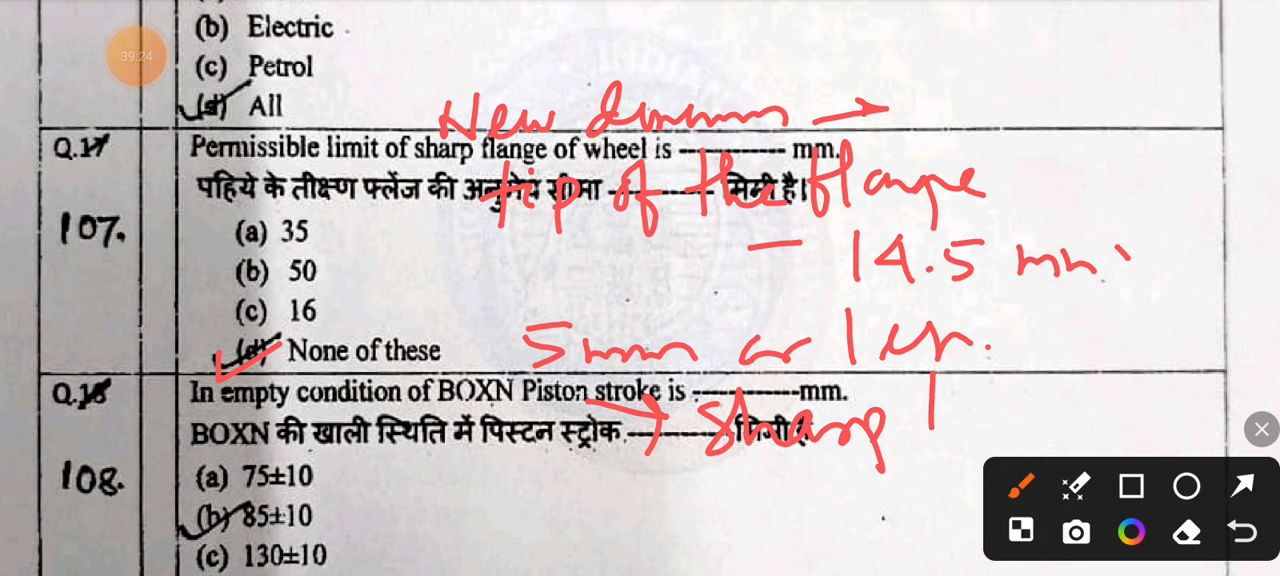 (b) Electric
39:24
(c) Petrol
(d) All
New →
Q.17 Permissible limit of sharp flange of wheel is ------------ mm.
tip of the flange
पहिये के तीक्ष्ण फ्लेंज की अनुमेय सीमा ------------ मिमी है।
107.
(a) 35
- 14.5 mm
(b) 50
(c) 16
5 mm or less.
(d) None of these
Q.18 In empty condition of BOXN Piston stroke is ------------mm.
→ Sharp
BOXN की खाली स्थिति में पिस्टन स्ट्रोक ------------ मिमी है
108.
(a) 75±10
(b) 85±10
(c) 130±10